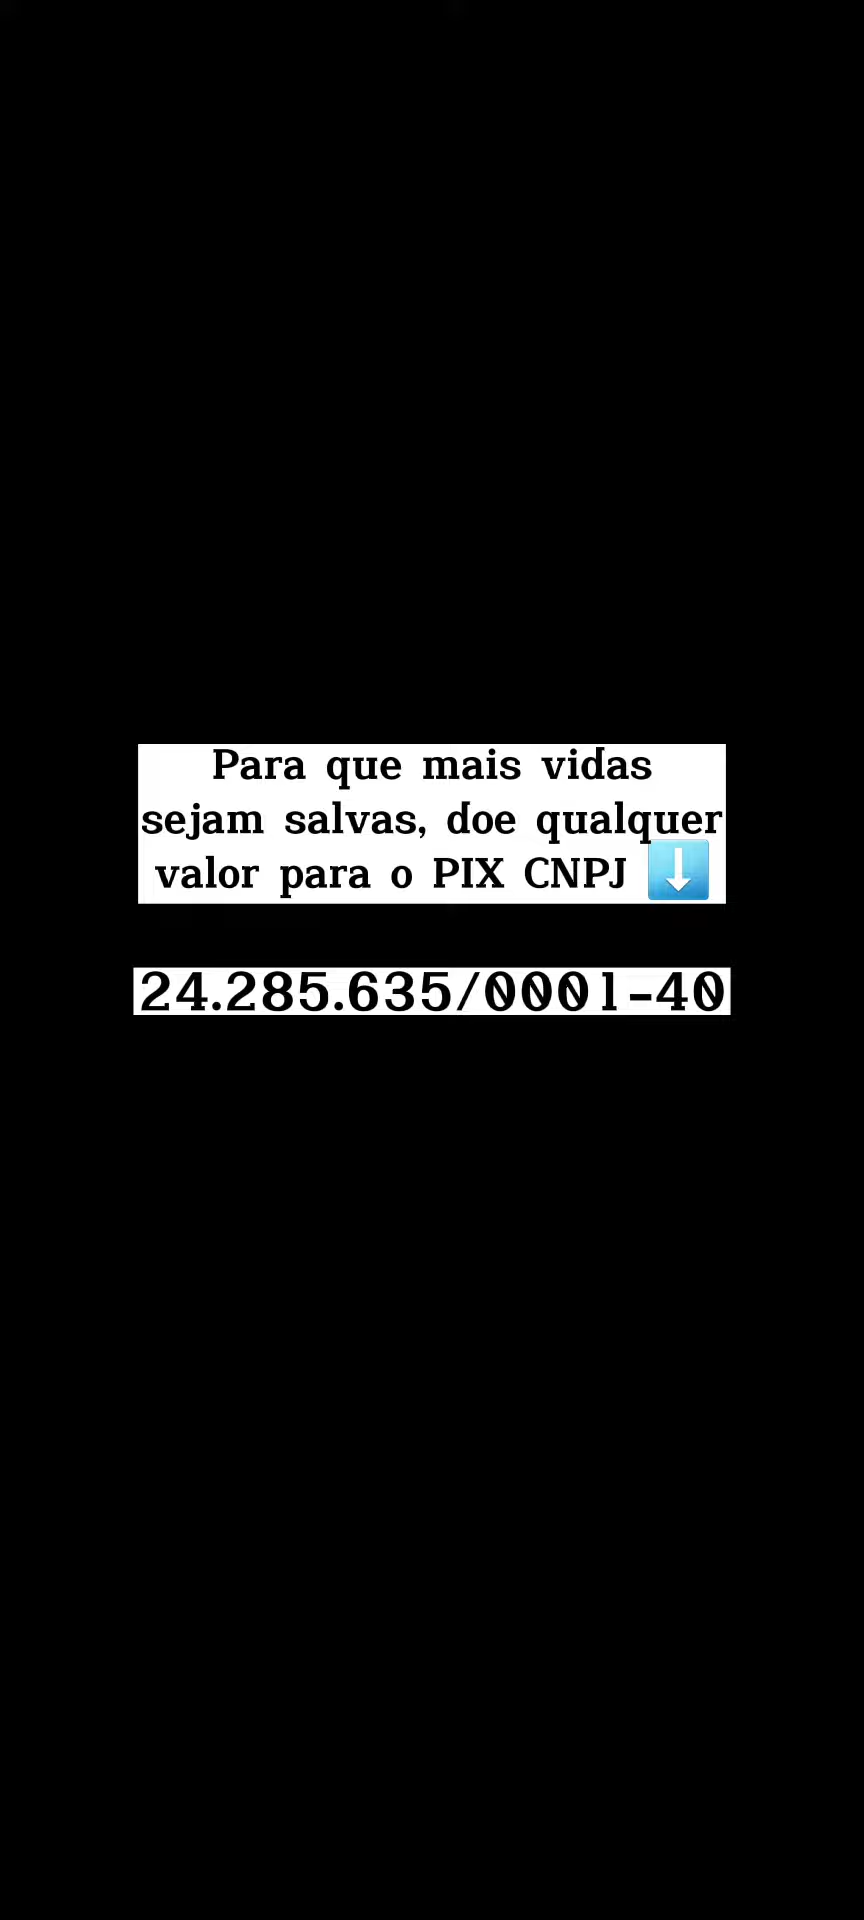 Para que mais vidas
sejam salvas, doe qualquer
valor para o PIX CNPJ ⬇️
24.285.635/0001-40